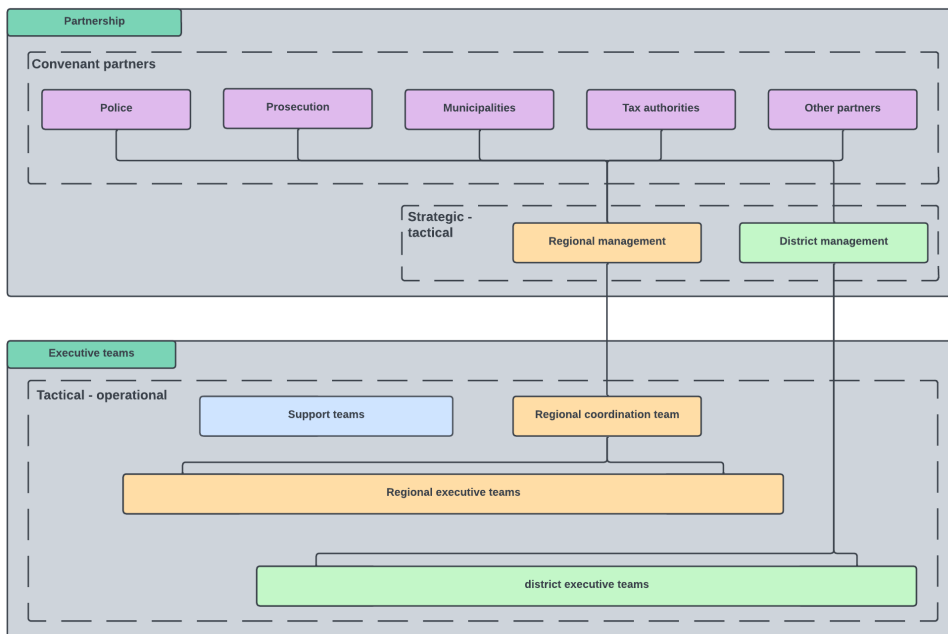 Partnership
Convenant partners
Police
Prosecution
Municipalities
Tax authorities
Other partners
Strategic -
tactical
Regional management
District management
Executive teams
Tactical - operational
Support teams
Regional coordination team
Regional executive teams
district executive teams